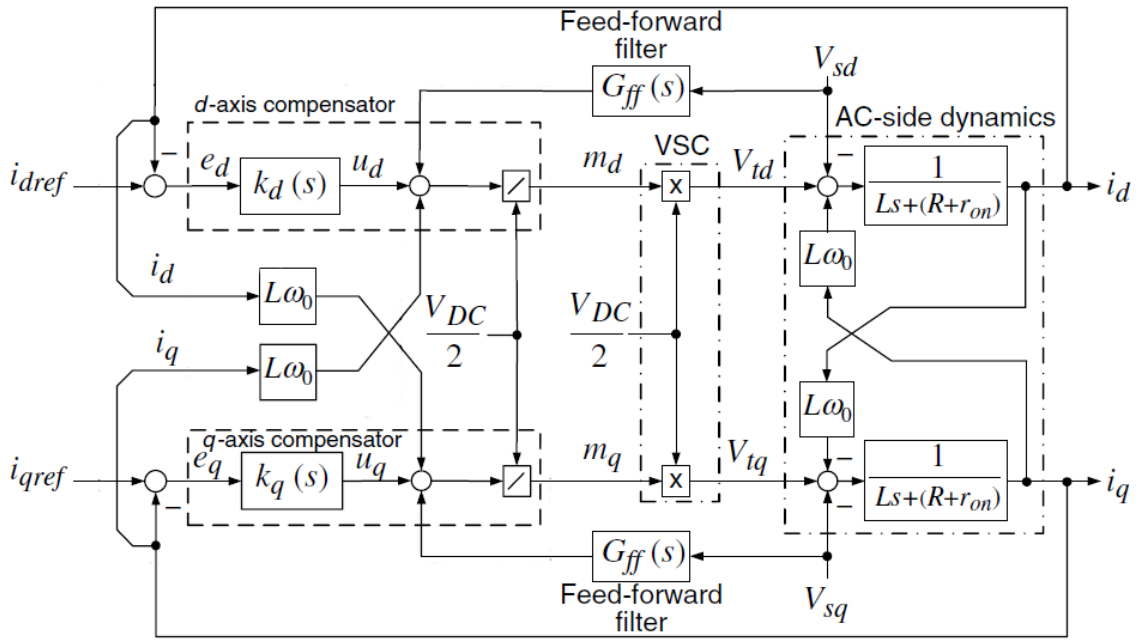 Feed-forward
filter
G_ff (s)
V_sd
d-axis compensator
AC-side dynamics
VSC
−
i_dref
e_d
k_d (s)
u_d
/
m_d
x
V_td
−
1
Ls+(R+r_on)
i_d
i_d
Lω_0
Lω_0
V_DC
2
V_DC
2
i_q
Lω_0
Lω_0
q-axis compensator
i_qref
e_q
k_q (s)
u_q
/
m_q
x
V_tq
−
1
Ls+(R+r_on)
i_q
−
−
G_ff (s)
Feed-forward
filter
V_sq